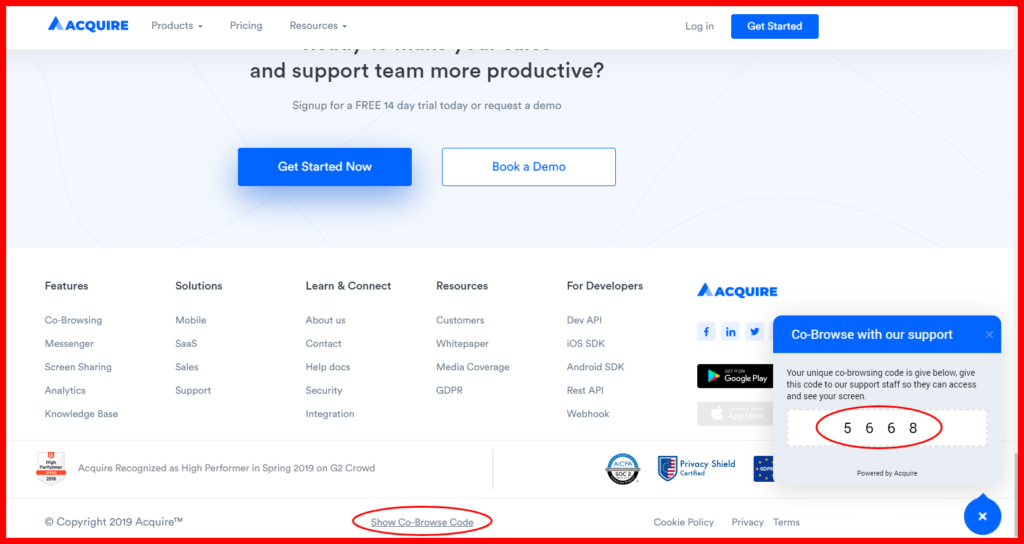 ACQUIRE
Products
Pricing
Resources
Log in
Get Started
Ready to make your sales
and support team more productive?
Signup for a FREE 14 day trial today or request a demo
Get Started Now
Book a Demo
Features
Co-Browsing
Messenger
Screen Sharing
Analytics
Knowledge Base
Solutions
Mobile
SaaS
Sales
Support
Learn & Connect
About us
Contact
Help docs
Security
Integration
Resources
Customers
Whitepaper
Media Coverage
GDPR
For Developers
Dev API
iOS SDK
Android SDK
Rest API
Webhook
ACQUIRE
f
in
GET IT ON
Google Play
App Store
Co-Browse with our support
×
Your unique co-browsing code is give below, give
this code to our support staff so they can access
and see your screen.
5 6 6 8
Powered by Acquire
High
Performer
SPRING
2019
Acquire Recognized as High Performer in Spring 2019 on G2 Crowd
AICPA
SOC 2
Privacy Shield
Certified
GDPR
© Copyright 2019 Acquire™
Show Co-Browse Code
Cookie Policy
Privacy
Terms